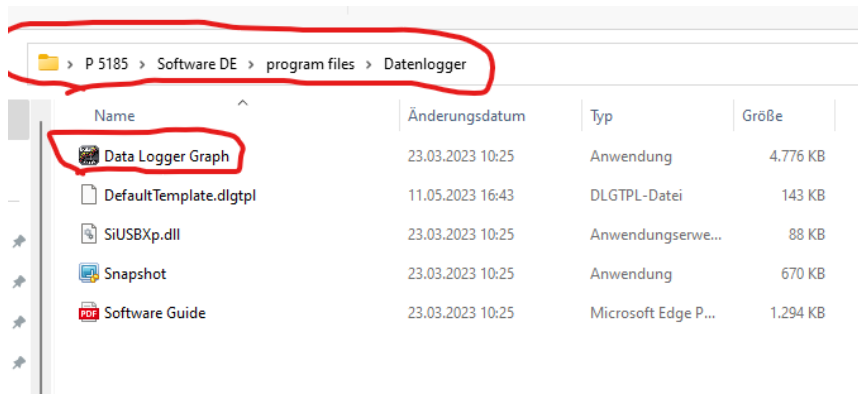 P 5185 > Software DE > program files > Datenlogger
Name Änderungsdatum Typ Größe
Data Logger Graph 23.03.2023 10:25 Anwendung 4.776 KB
DefaultTemplate.dlgtpl 11.05.2023 16:43 DLGTPL-Datei 143 KB
SiUSBXp.dll 23.03.2023 10:25 Anwendungserwe... 88 KB
Snapshot 23.03.2023 10:25 Anwendung 670 KB
PDF Software Guide 23.03.2023 10:25 Microsoft Edge P... 1.294 KB